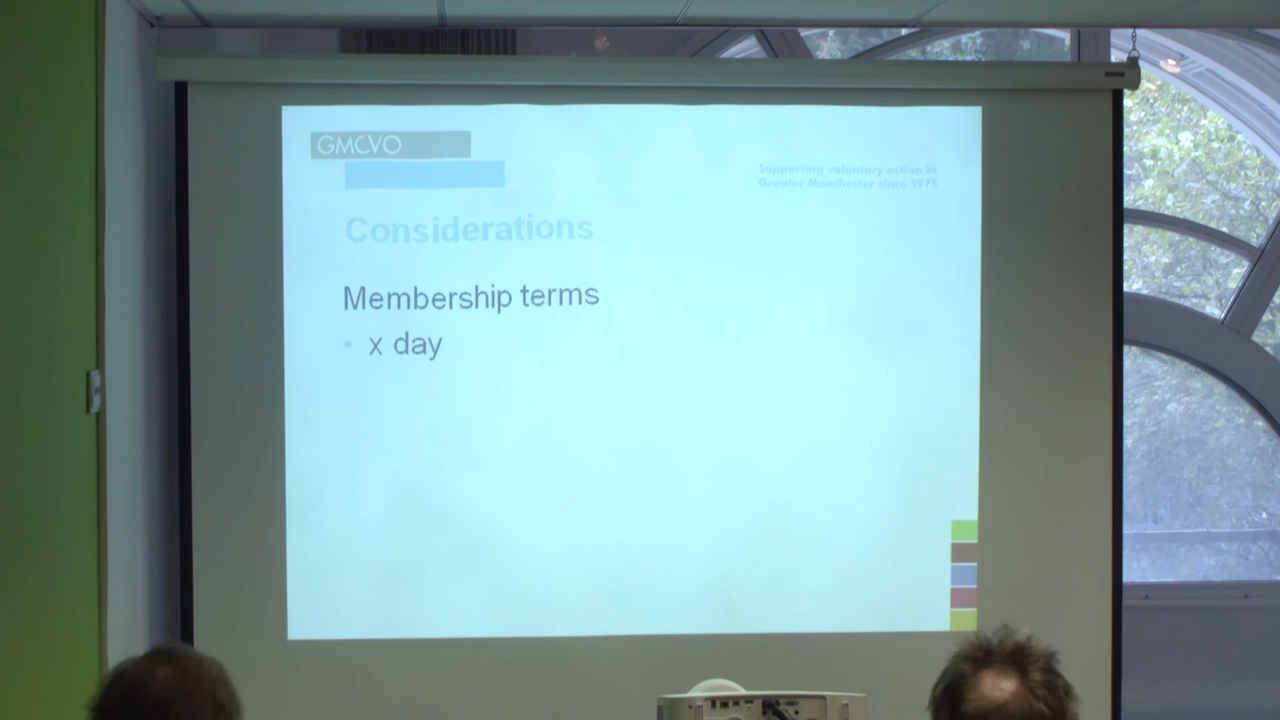 GMCVO
Supporting voluntary action in
Greater Manchester since 1975
Considerations
Membership terms
• x day